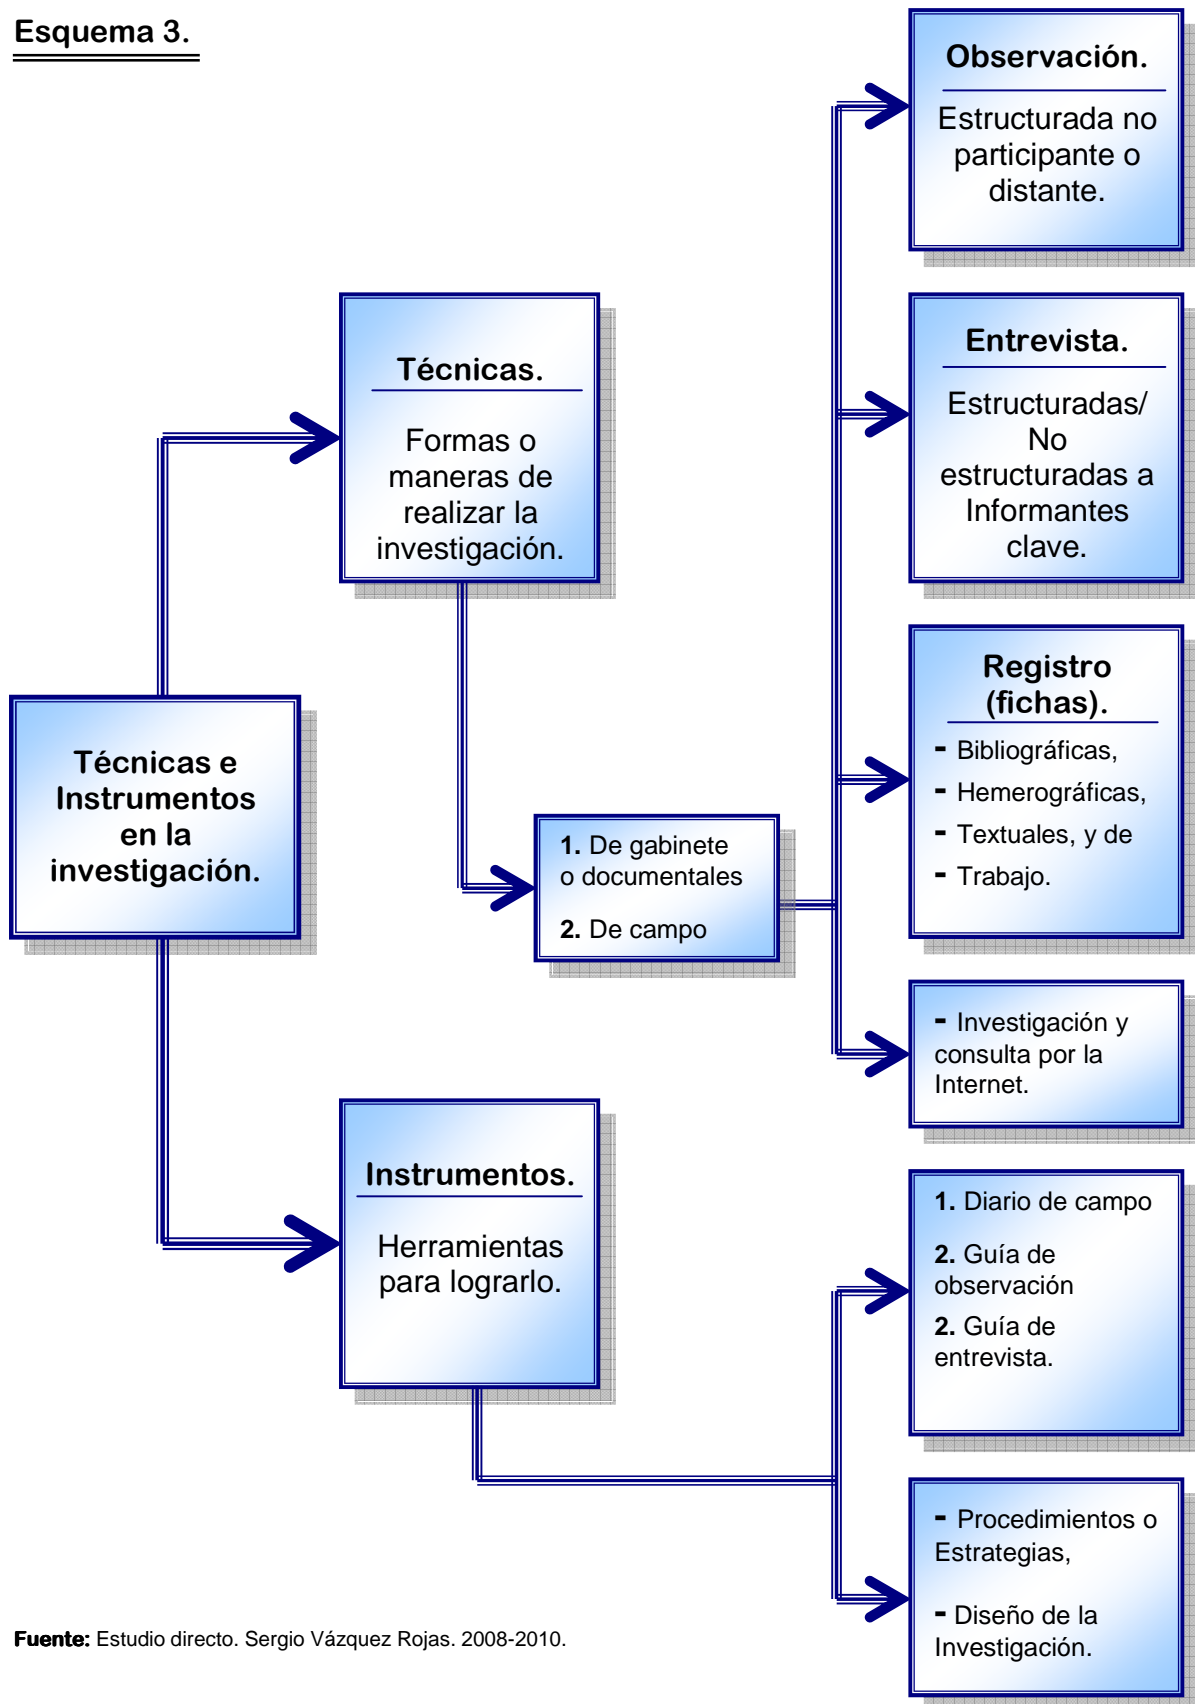 Esquema 3.
Observación.
Estructurada no
participante o
distante.
Técnicas.
Formas o
maneras de
realizar la
investigación.
Entrevista.
Estructuradas/
No
estructuradas a
Informantes
clave.
Técnicas e
Instrumentos
en la
investigación.
1. De gabinete
o documentales
2. De campo
Registro
(fichas).
- Bibliográficas,
- Hemerográficas,
- Textuales, y de
- Trabajo.
- Investigación y
consulta por la
Internet.
Instrumentos.
Herramientas
para lograrlo.
1. Diario de campo
2. Guía de
observación
2. Guía de
entrevista.
- Procedimientos o
Estrategias,
- Diseño de la
Investigación.
Fuente: Estudio directo. Sergio Vázquez Rojas. 2008-2010.